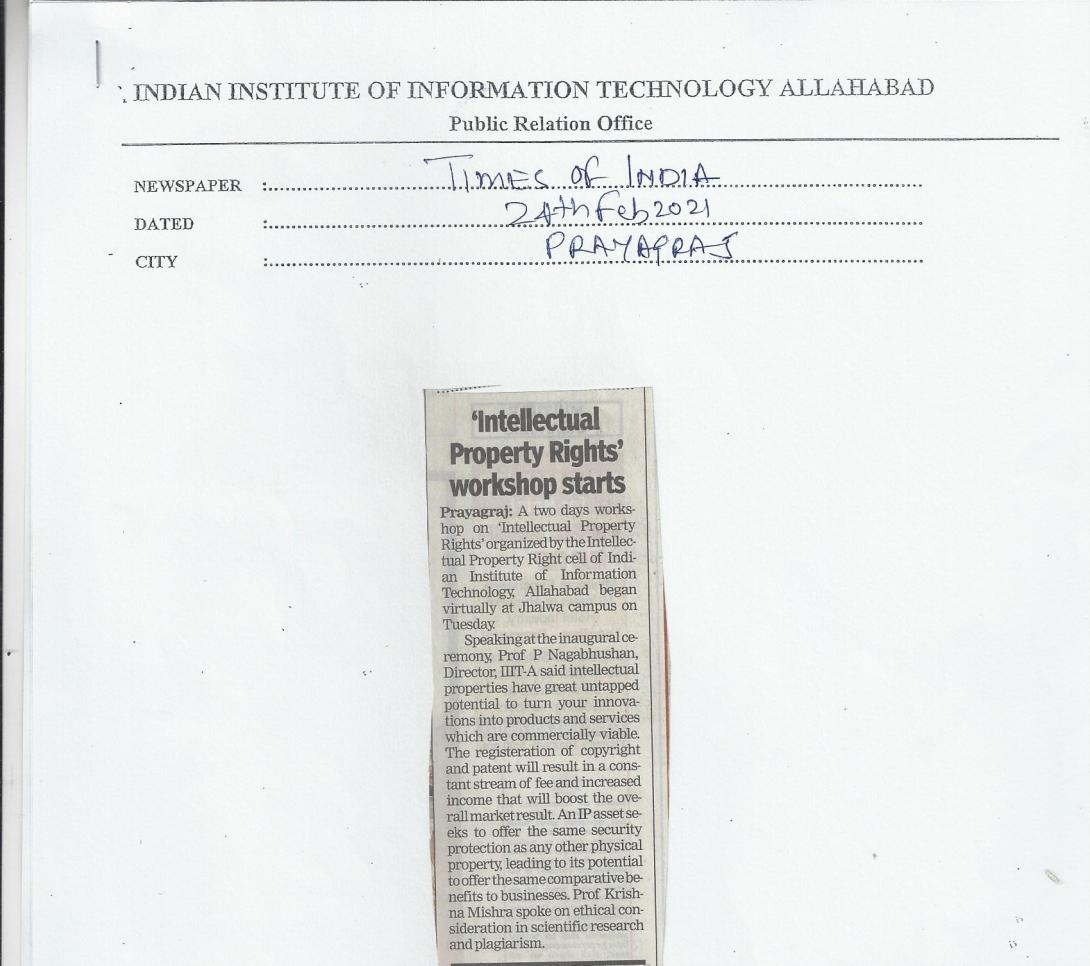 INDIAN INSTITUTE OF INFORMATION TECHNOLOGY ALLAHABAD
Public Relation Office
NEWSPAPER :TIMES OF INDIA
DATED :24th Feb 2021
CITY :PRAYAGRAJ
'Intellectual
Property Rights'
workshop starts
Prayagraj: A two days works-
hop on 'Intellectual Property
Rights' organized by the Intellec-
tual Property Right cell of Indi-
an Institute of Information
Technology, Allahabad began
virtually at Jhalwa campus on
Tuesday.
Speaking at the inaugural ce-
remony, Prof P Nagabhushan,
Director, IIIT-A said intellectual
properties have great untapped
potential to turn your innova-
tions into products and services
which are commercially viable.
The registeration of copyright
and patent will result in a cons-
tant stream of fee and increased
income that will boost the ove-
rall market result. An IP asset se-
eks to offer the same security
protection as any other physical
property, leading to its potential
to offer the same comparative be-
nefits to businesses. Prof Krish-
na Mishra spoke on ethical con-
sideration in scientific research
and plagiarism.